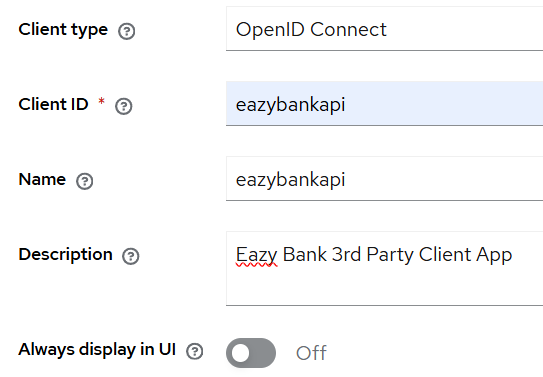 Client type OpenID Connect
Client ID * eazybankapi
Name eazybankapi
Description Eazy Bank 3rd Party Client App
Always display in UI Off